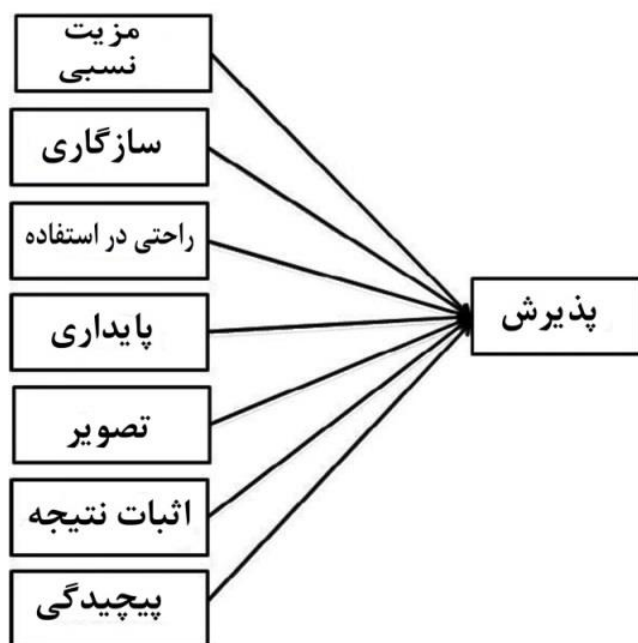 مزیت
نسبی
سازگاری
راحتی در استفاده
پایداری
تصویر
اثبات نتیجه
پیچیدگی
پذیرش